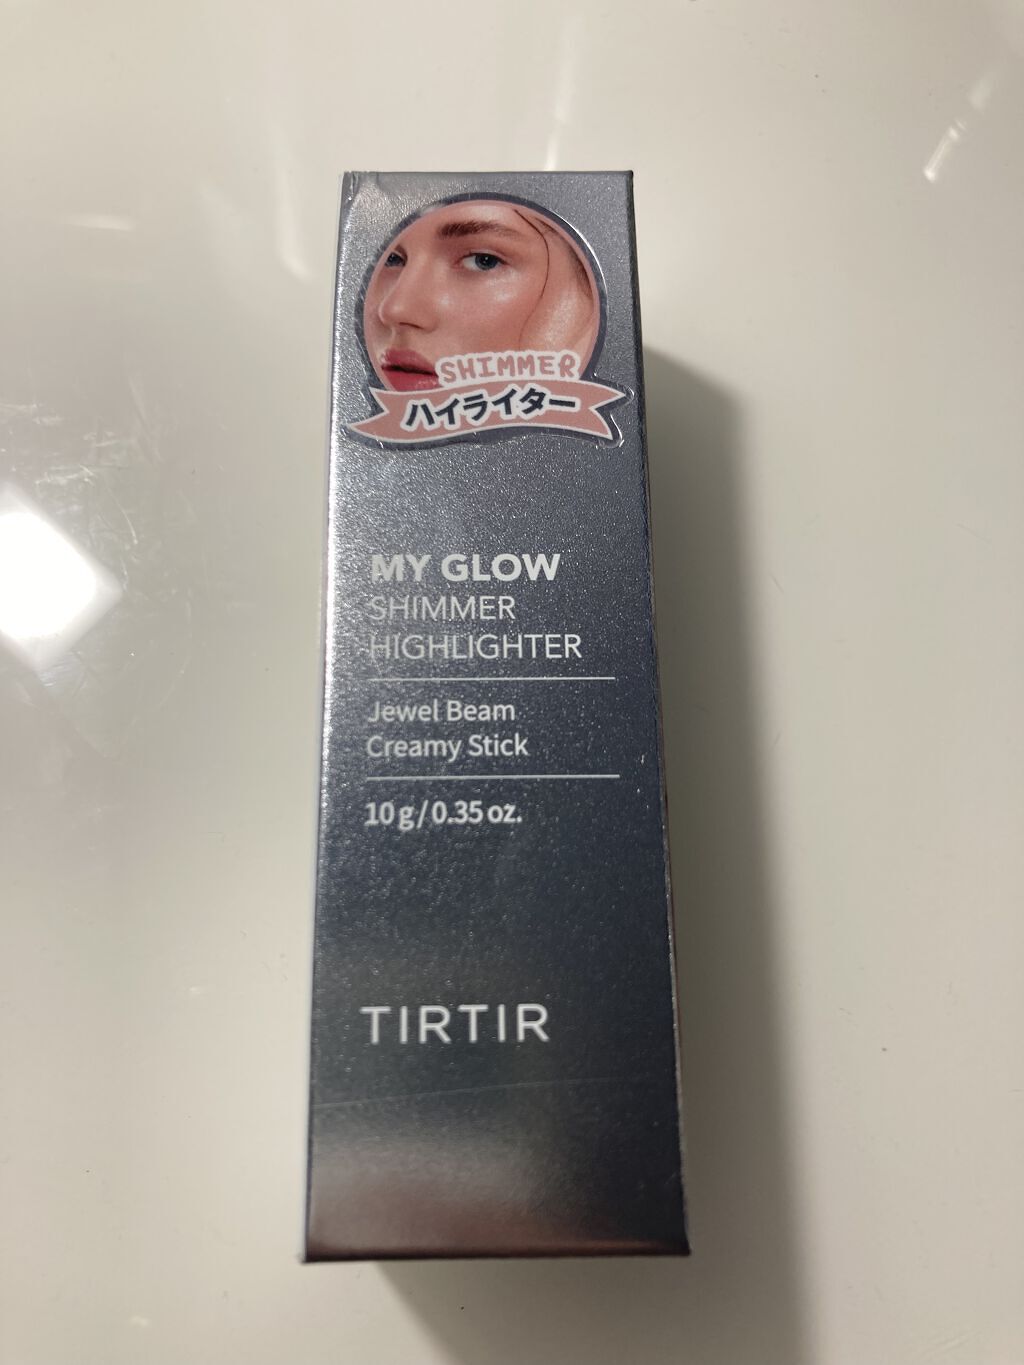 SHIMMER
ハイライター
MY GLOW
SHIMMER
HIGHLIGHTER
Jewel Beam
Creamy Stick
10 g / 0.35 oz.
TIRTIR